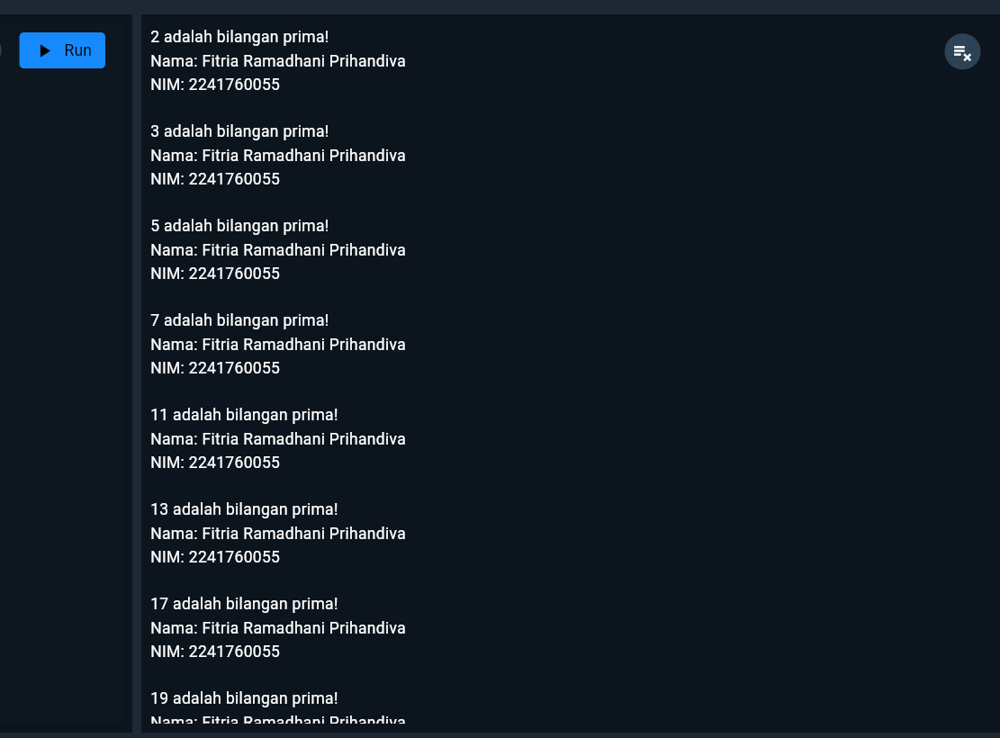 Run
2 adalah bilangan prima!
Nama: Fitria Ramadhani Prihandiva
NIM: 2241760055
3 adalah bilangan prima!
Nama: Fitria Ramadhani Prihandiva
NIM: 2241760055
5 adalah bilangan prima!
Nama: Fitria Ramadhani Prihandiva
NIM: 2241760055
7 adalah bilangan prima!
Nama: Fitria Ramadhani Prihandiva
NIM: 2241760055
11 adalah bilangan prima!
Nama: Fitria Ramadhani Prihandiva
NIM: 2241760055
13 adalah bilangan prima!
Nama: Fitria Ramadhani Prihandiva
NIM: 2241760055
17 adalah bilangan prima!
Nama: Fitria Ramadhani Prihandiva
NIM: 2241760055
19 adalah bilangan prima!
Nama: Fitria Ramadhani Prihandiva